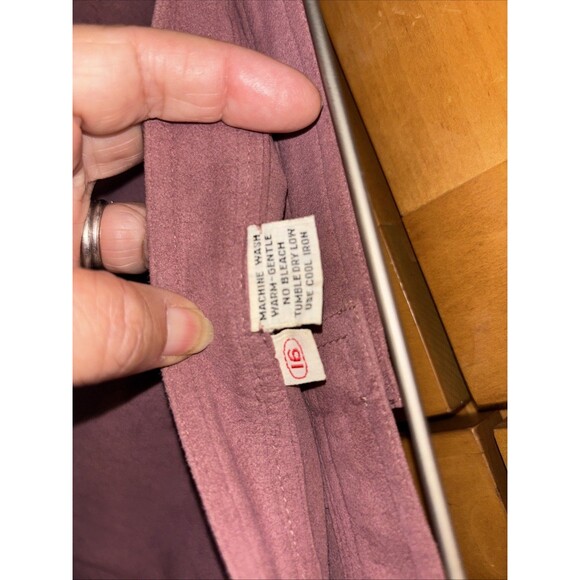 MACHINE WASH
WARM-GENTLE
NO BLEACH
TUMBLE DRY LOW
USE COOL IRON
16